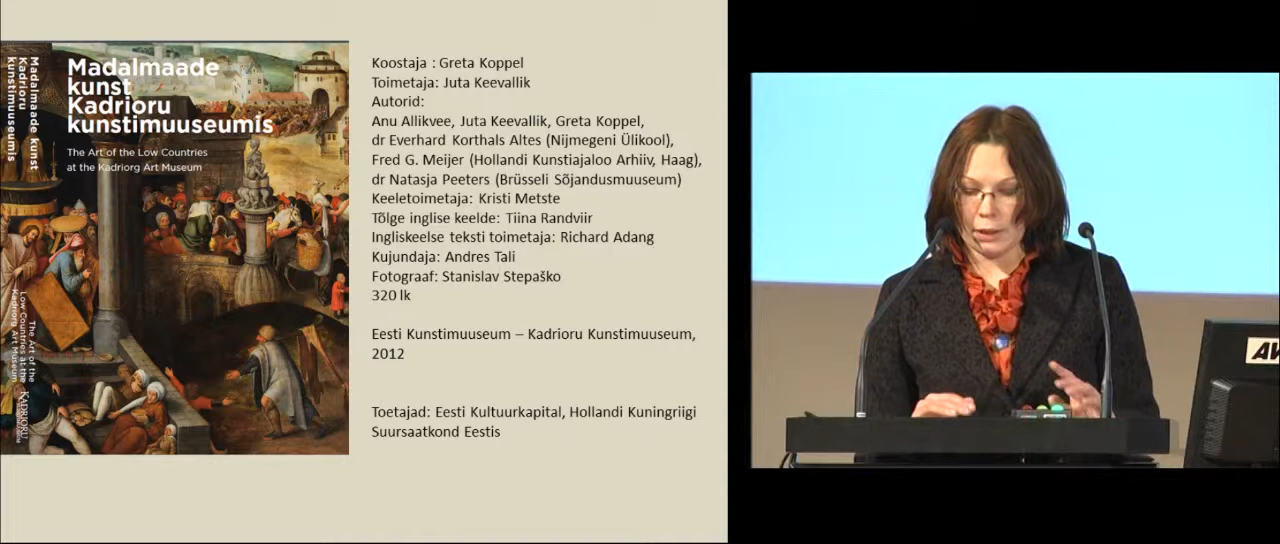 Madalmaade
kunst
Kadrioru
kunstimuuseumis
The Art of the Low Countries
at the Kadriorg Art Museum
Madalmaade kunst
Kadrioru
kunstimuuseumis
The Art of the
Low Countries at the
Kadriorg Art Museum
KADRIORU
Koostaja : Greta Koppel
Toimetaja: Juta Keevallik
Autorid:
Anu Allikvee, Juta Keevallik, Greta Koppel,
dr Everhard Korthals Altes (Nijmegeni Ülikool),
Fred G. Meijer (Hollandi Kunstiajaloo Arhiiv, Haag),
dr Natasja Peeters (Brüsseli Sõjandusmuuseum)
Keeletoimetaja: Kristi Metste
Tõlge inglise keelde: Tiina Randviir
Ingliskeelse teksti toimetaja: Richard Adang
Kujundaja: Andres Tali
Fotograaf: Stanislav Stepaško
320 lk
Eesti Kunstimuuseum – Kadrioru Kunstimuuseum,
2012
Toetajad: Eesti Kultuurkapital, Hollandi Kuningriigi
Suursaatkond Eestis